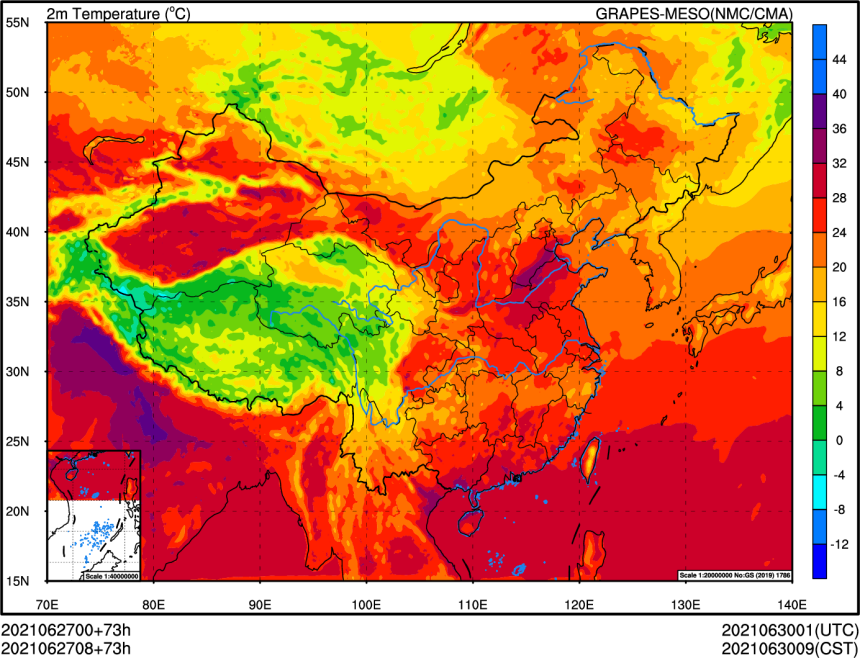 2m Temperature (°C) GRAPES-MESO(NMC/CMA)
55N
50N
45N
40N
35N
30N
25N
20N
15N
70E 80E 90E 100E 110E 120E 130E 140E
44
40
36
32
28
24
20
16
12
8
4
0
-4
-8
-12
Scale 1:40000000
Scale 1:20000000 No:GS (2019) 1786
2021062700+73h 2021063001(UTC)
2021062708+73h 2021063009(CST)